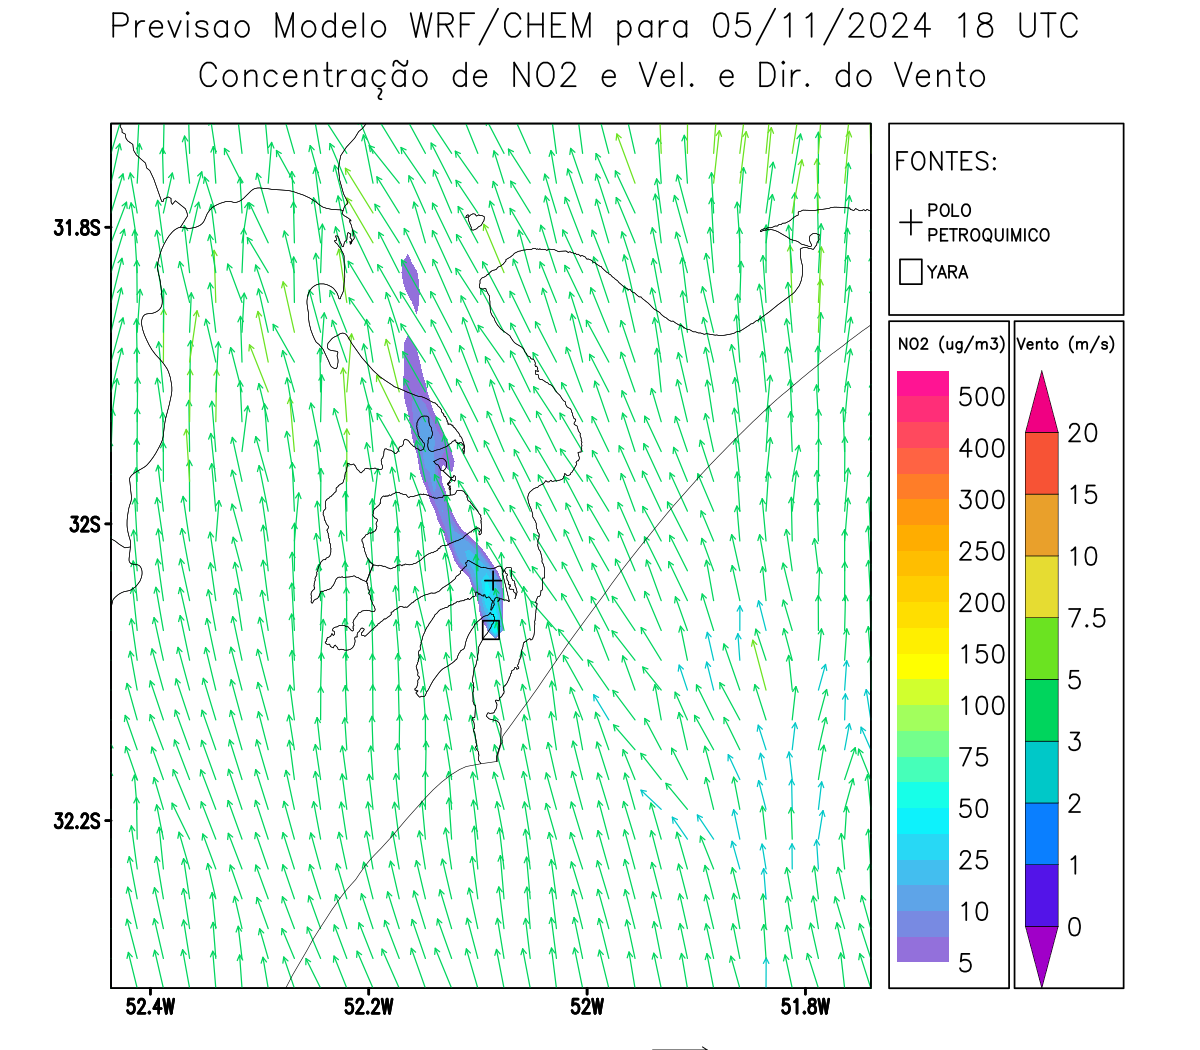 Previsao Modelo WRF/CHEM para 05/11/2024 18 UTC
Concentração de NO2 e Vel. e Dir. do Vento
FONTES:
POLO
PETROQUIMICO
YARA
NO2 (ug/m3)
500
400
300
250
200
150
100
75
50
25
10
5
Vento (m/s)
20
15
10
7.5
5
3
2
1
0
31.8S
32S
32.2S
52.4W
52.2W
52W
51.8W